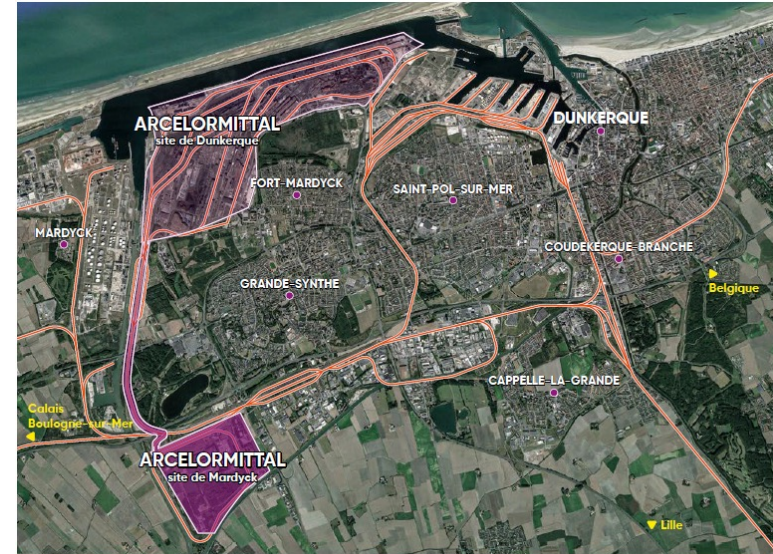 ARCELORMITTAL
site de Dunkerque
DUNKERQUE
FORT-MARDYCK
SAINT-POL-SUR-MER
MARDYCK
COUDEKERQUE-BRANCHE
GRANDE-SYNTHE
Belgique
CAPPELLE-LA-GRANDE
Calais
Boulogne-sur-Mer
ARCELORMITTAL
site de Mardyck
Lille